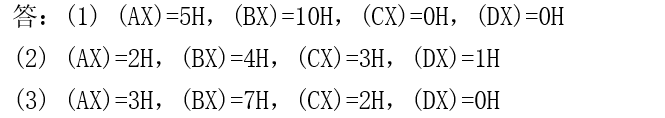 答：(1) (AX)=5H，(BX)=10H，(CX)=0H，(DX)=0H
(2) (AX)=2H，(BX)=4H，(CX)=3H，(DX)=1H
(3) (AX)=3H，(BX)=7H，(CX)=2H，(DX)=0H